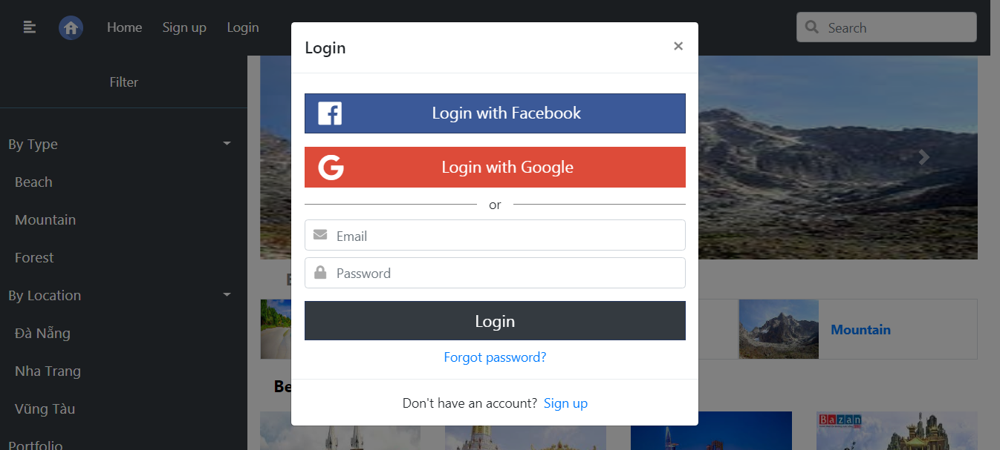 Home Sign up Login
Search
Filter
By Type
Beach
Mountain
Forest
By Location
Đà Nẵng
Nha Trang
Vũng Tàu
Portfolio
Login ×
Login with Facebook
G Login with Google
or
Email
Password
Login
Forgot password?
Don't have an account? Sign up
Mountain
Be
Bazan